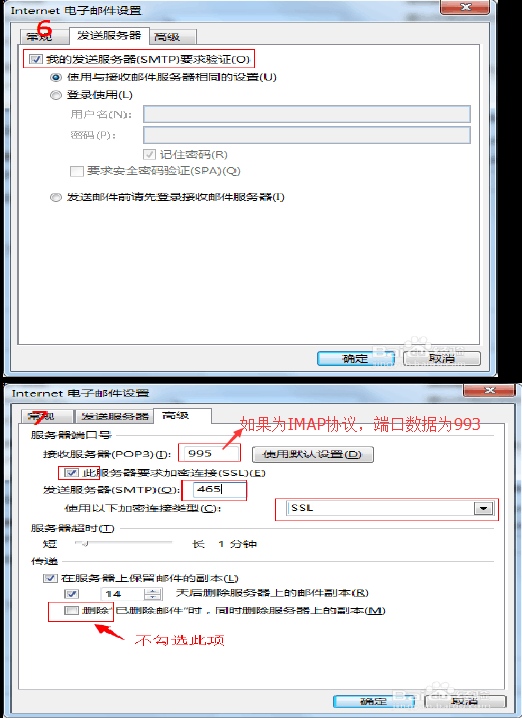 Internet 电子邮件设置
6
常规 发送服务器 高级
我的发送服务器(SMTP)要求验证(O)
使用与接收邮件服务器相同的设置(U)
登录使用(L)
用户名(N):
密码(P):
记住密码(R)
要求安全密码验证(SPA)(Q)
发送邮件前请先登录接收邮件服务器(I)
确定 取消
Internet 电子邮件设置
7
常规 发送服务器 高级
如果为IMAP协议，端口数据为993
服务器端口号
接收服务器(POP3)(I): 995 使用默认设置(D)
此服务器要求加密连接(SSL)(E)
发送服务器(SMTP)(O): 465
使用以下加密连接类型(C): SSL
服务器超时(T)
短 长 1 分钟
传递
在服务器上保留邮件的副本(L)
14 天后删除服务器上的邮件副本(R)
删除“已删除邮件”时，同时删除服务器上的副本(M)
不勾选此项
确定 取消